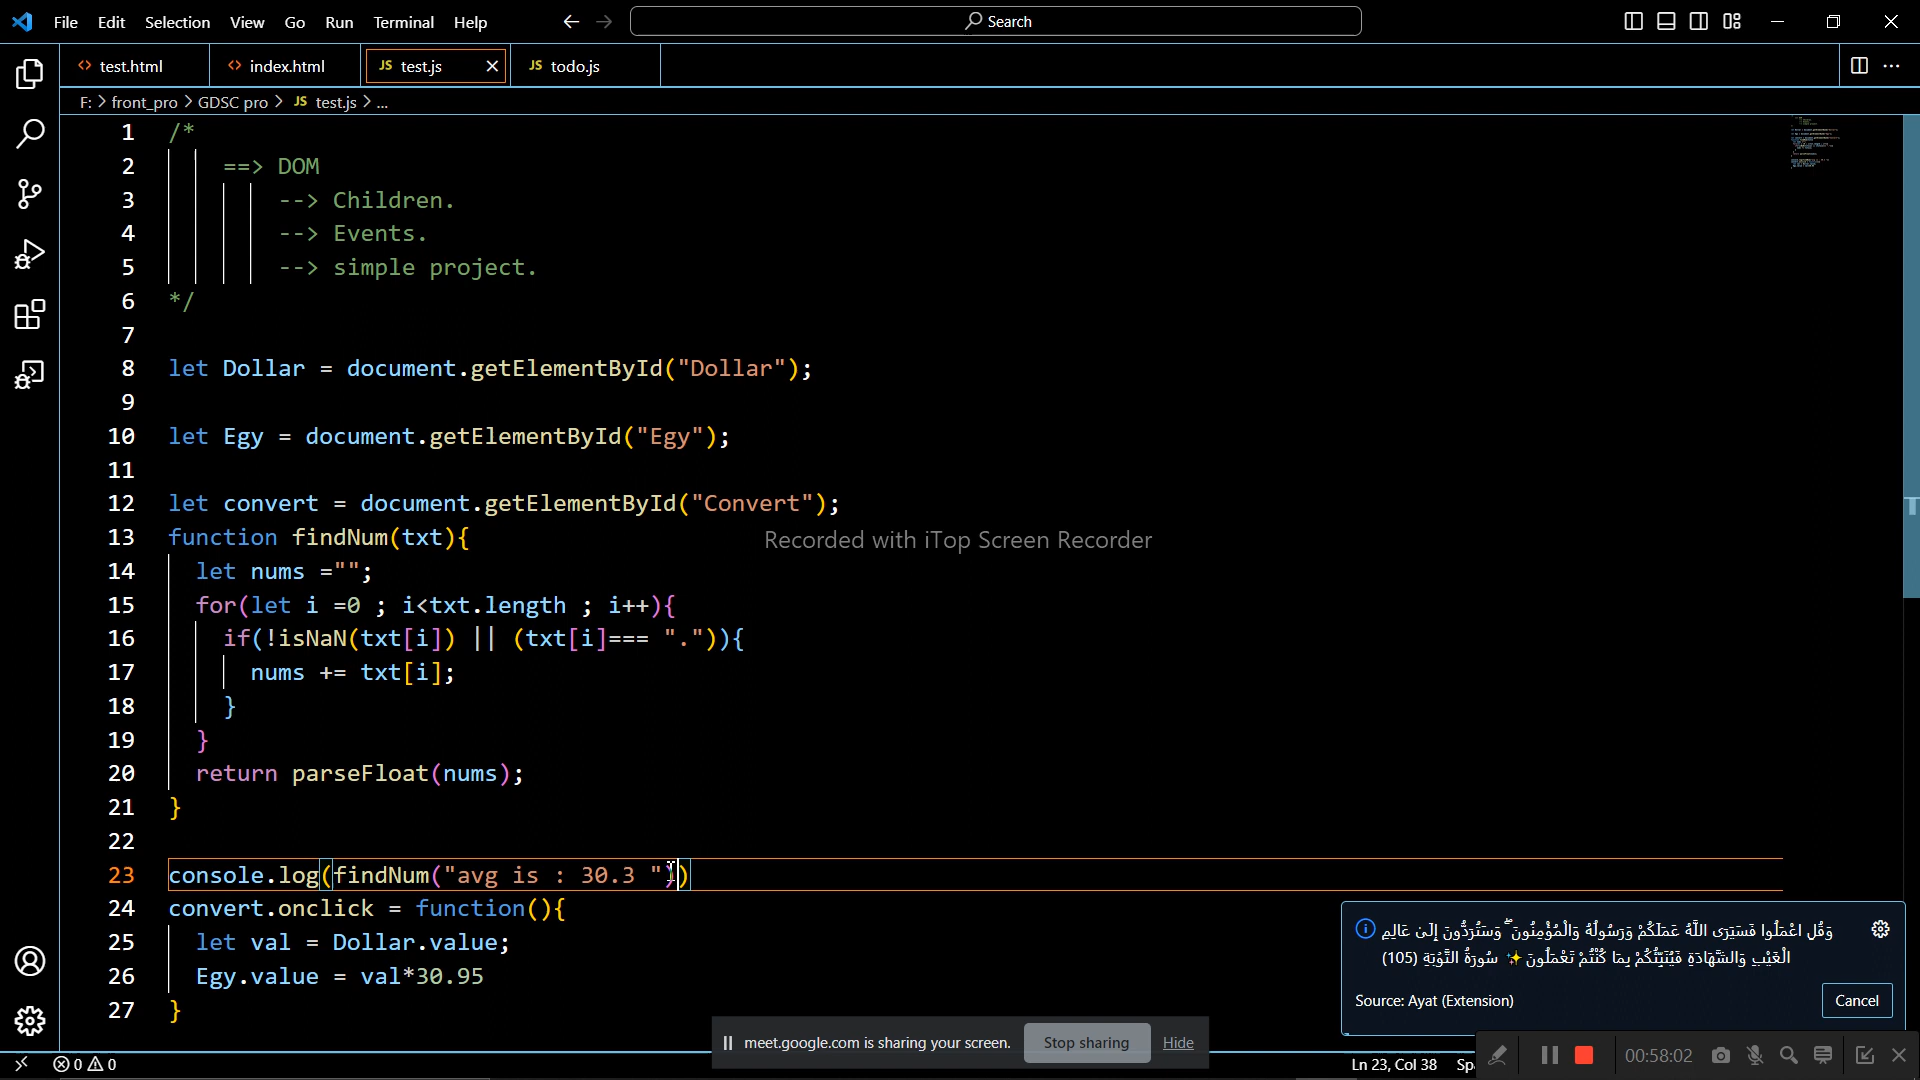 File Edit Selection View Go Run Terminal Help
Search
test.html
index.html
JS test.js
JS todo.js
F: > front_pro > GDSC pro > JS test.js > ...
1 /*
2 ==> DOM
3 --> Children.
4 --> Events.
5 --> simple project.
6 */
7
8 let Dollar = document.getElementById("Dollar");
9
10 let Egy = document.getElementById("Egy");
11
12 let convert = document.getElementById("Convert");
13 function findNum(txt){
14 let nums ="";
15 for(let i =0 ; i<txt.length ; i++){
16 if(!isNaN(txt[i]) || (txt[i]=== ".")){
17 nums += txt[i];
18 }
19 }
20 return parseFloat(nums);
21 }
22
23 console.log(findNum("avg is : 30.3 "))
24 convert.onclick = function(){
25 let val = Dollar.value;
26 Egy.value = val*30.95
27 }
Recorded with iTop Screen Recorder
وَقُلِ اعْمَلُوا فَسَيَرَى اللَّهُ عَمَلَكُمْ وَرَسُولُهُ وَالْمُؤْمِنُونَ ۖ وَسَتُرَدُّونَ إِلَىٰ عَالِمِ
الْغَيْبِ وَالشَّهَادَةِ فَيُنَبِّئُكُم بِمَا كُنتُمْ تَعْمَلُونَ ✨ سُورَةُ التَّوْبَةِ (105)
Source: Ayat (Extension)
Cancel
meet.google.com is sharing your screen.
Stop sharing
Hide
0 0
Ln 23, Col 38
00:58:02